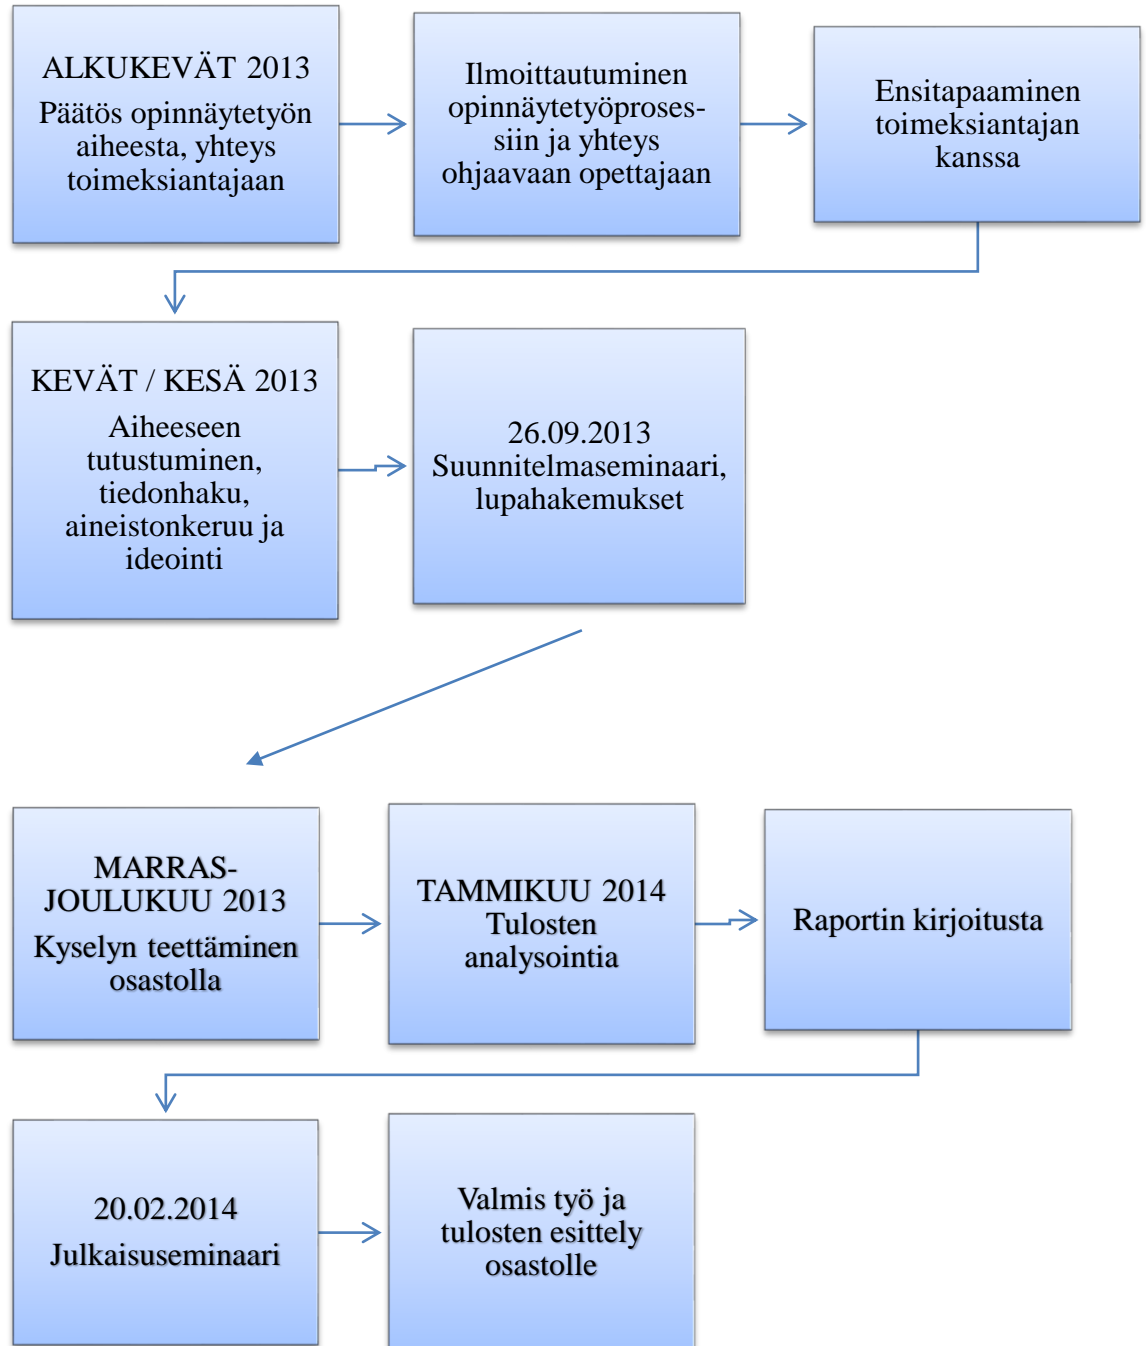 ALKUKEVÄT 2013
Päätös opinnäytetyön
aiheesta, yhteys
toimeksiantajaan
Ilmoittautuminen
opinnäytetyöproses-
siin ja yhteys
ohjaavaan opettajaan
Ensitapaaminen
toimeksiantajan
kanssa
KEVÄT / KESÄ 2013
Aiheeseen
tutustuminen,
tiedonhaku,
aineistonkeruu ja
ideointi
26.09.2013
Suunnitelmaseminaari,
lupahakemukset
MARRAS-
JOULUKUU 2013
Kyselyn teettäminen
osastolla
TAMMIKUU 2014
Tulosten
analysointia
Raportin kirjoitusta
20.02.2014
Julkaisuseminaari
Valmis työ ja
tulosten esittely
osastolle